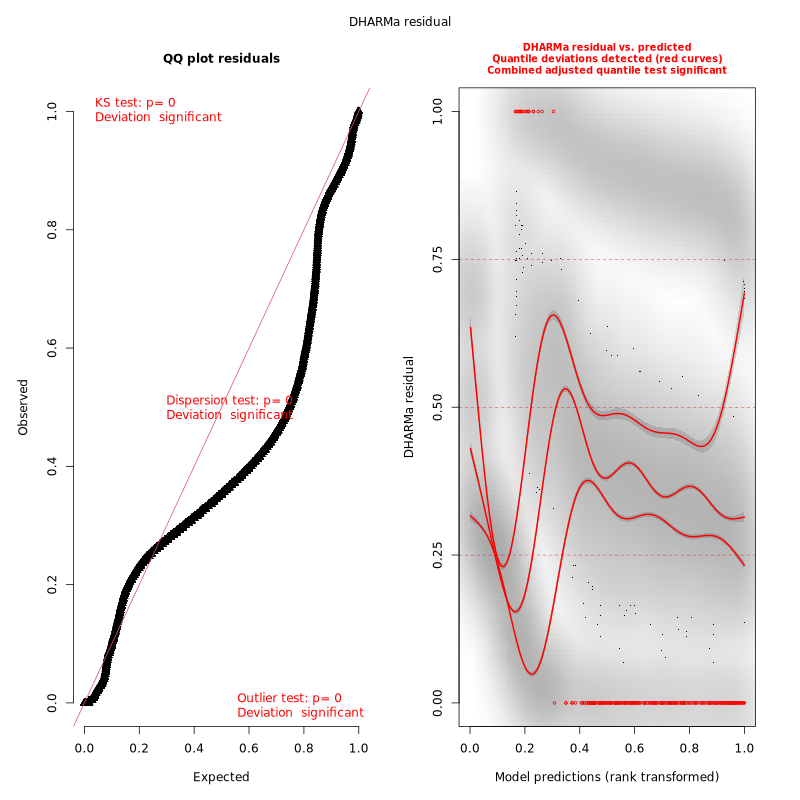 DHARMa residual
QQ plot residuals
KS test: p= 0
Deviation  significant
Dispersion test: p= 0
Deviation  significant
Outlier test: p= 0
Deviation  significant
Observed
0.0
0.2
0.4
0.6
0.8
1.0
0.0
0.2
0.4
0.6
0.8
1.0
Expected
DHARMa residual vs. predicted
Quantile deviations detected (red curves)
Combined adjusted quantile test significant
DHARMa residual
0.00
0.25
0.50
0.75
1.00
0.0
0.2
0.4
0.6
0.8
1.0
Model predictions (rank transformed)